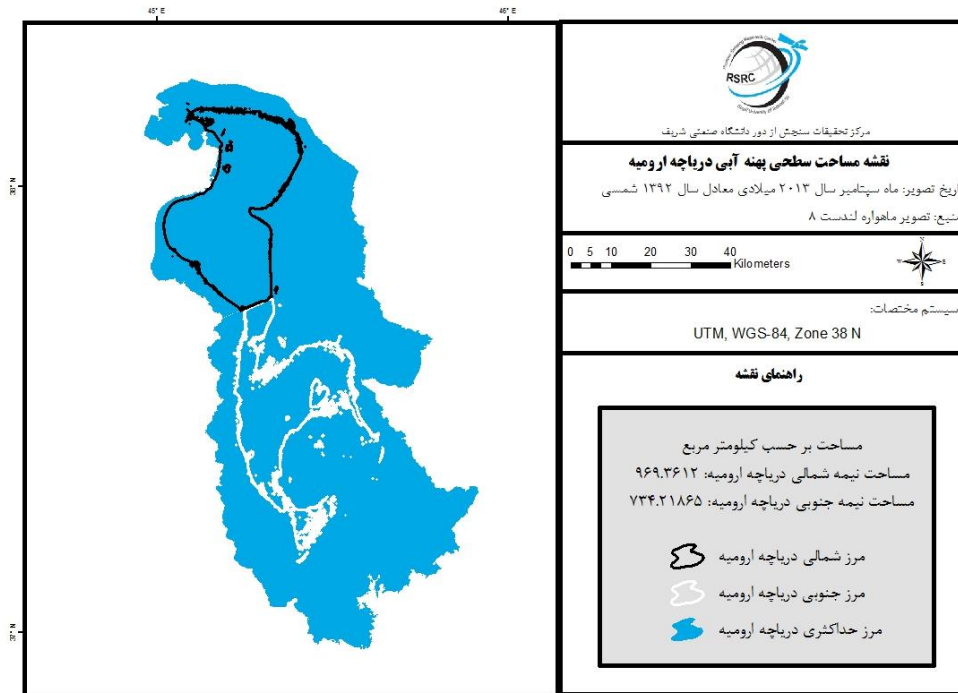 45° E
46° E
38° N
37° N
RSRC
مرکز تحقیقات سنجش از دور دانشگاه صنعتی شریف
نقشه مساحت سطحی پهنه آبی دریاچه ارومیه
تاریخ تصویر: ماه سپتامبر سال ۲۰۱۳ میلادی معادل سال ۱۳۹۲ شمسی
منبع: تصویر ماهواره لندست ۸
0 5 10 20 30 40
Kilometers
سیستم مختصات:
UTM, WGS-84, Zone 38 N
راهنمای نقشه
مساحت بر حسب کیلومتر مربع
مساحت نیمه شمالی دریاچه ارومیه: ۹۶۹.۳۶۱۲
مساحت نیمه جنوبی دریاچه ارومیه: ۷۳۴.۲۱۸۶۵
مرز شمالی دریاچه ارومیه
مرز جنوبی دریاچه ارومیه
مرز حداکثری دریاچه ارومیه